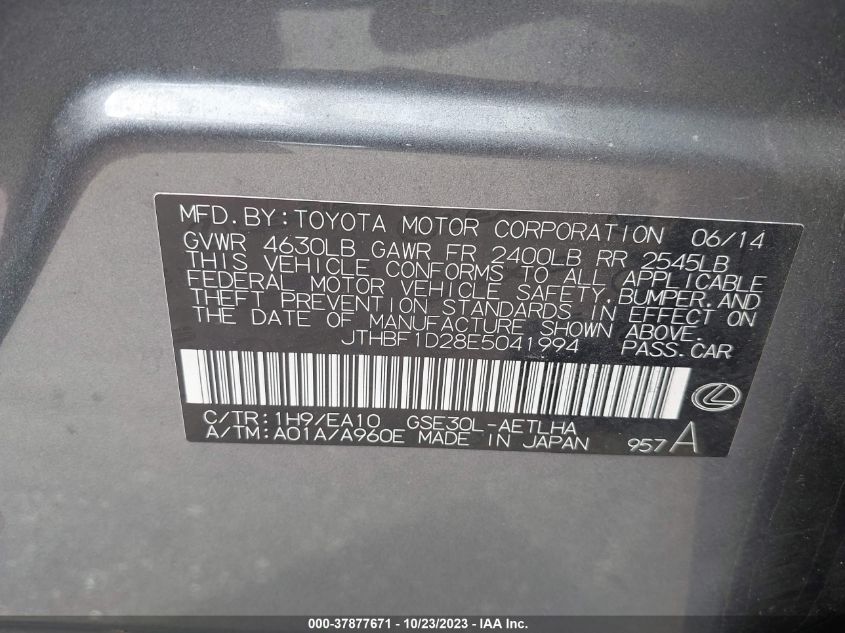 MFD. BY: TOYOTA MOTOR CORPORATION 06/14
GVWR 4630LB GAWR FR 2400LB RR 2545LB
THIS VEHICLE CONFORMS TO ALL APPLICABLE
FEDERAL MOTOR VEHICLE SAFETY, BUMPER, AND
THEFT PREVENTION STANDARDS IN EFFECT ON
THE DATE OF MANUFACTURE SHOWN ABOVE.
JTHBF1D28E5041994 PASS. CAR
C/TR: 1H9/EA10 GSE30L-AETLHA
A/TM: A01A/A960E MADE IN JAPAN 957 A
000-37877671 - 10/23/2023 - IAA Inc.